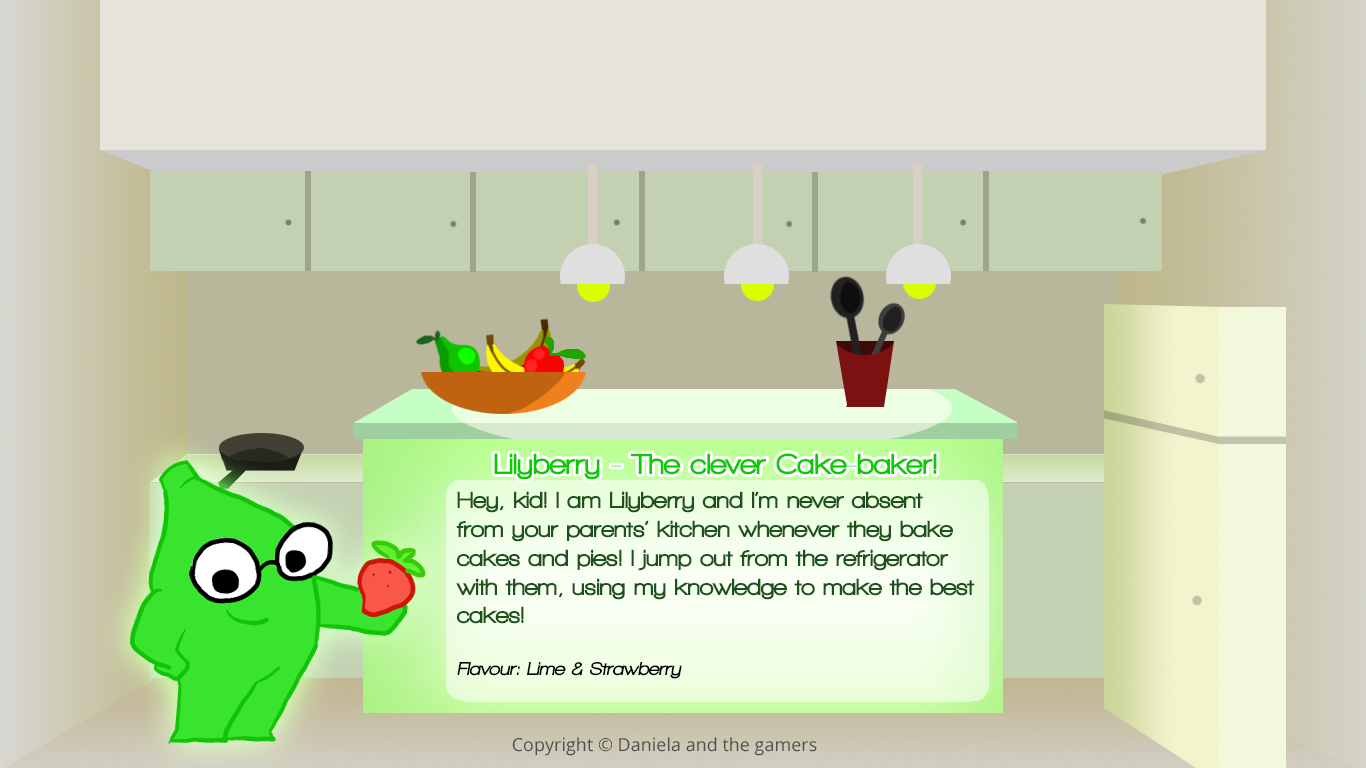 Lilyberry - The clever Cake baker!
Hey, kid! I am Lilyberry and I'm never absent
from your parents' kitchen whenever they bake
cakes and pies! I jump out from the refrigerator
with them, using my knowledge to make the best
cakes!
Flavour: Lime & Strawberry
Copyright © Daniela and the gamers